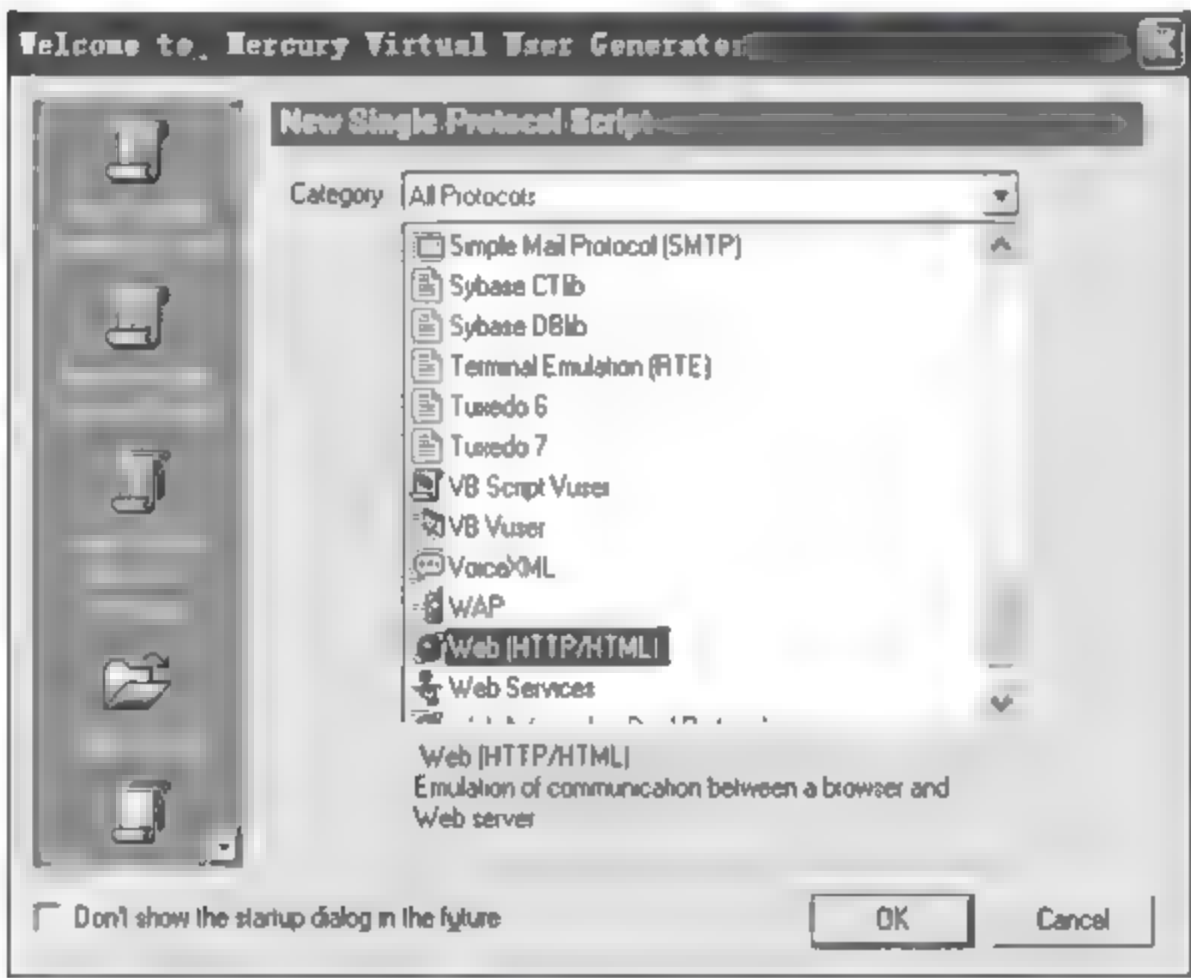 Welcome to Mercury Virtual User Generator
New Single Protocol Script
Category All Protocols
Simple Mail Protocol (SMTP)
Sybase CTlib
Sybase DBlib
Terminal Emulation (RTE)
Tuxedo 6
Tuxedo 7
VB Script Vuser
VB Vuser
VoiceXML
WAP
Web (HTTP/HTML)
Web Services
Web (HTTP/HTML)
Emulation of communication between a browser and
Web server
Don't show the startup dialog in the future
OK Cancel